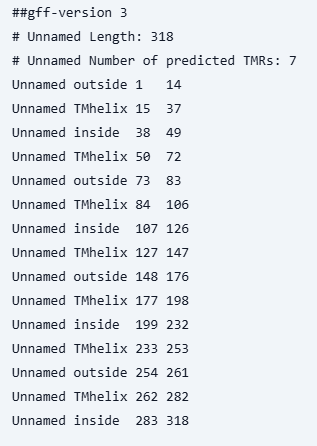 ##gff-version 3
# Unnamed Length: 318
# Unnamed Number of predicted TMRs: 7
Unnamed outside 1 14
Unnamed TMhelix 15 37
Unnamed inside 38 49
Unnamed TMhelix 50 72
Unnamed outside 73 83
Unnamed TMhelix 84 106
Unnamed inside 107 126
Unnamed TMhelix 127 147
Unnamed outside 148 176
Unnamed TMhelix 177 198
Unnamed inside 199 232
Unnamed TMhelix 233 253
Unnamed outside 254 261
Unnamed TMhelix 262 282
Unnamed inside 283 318